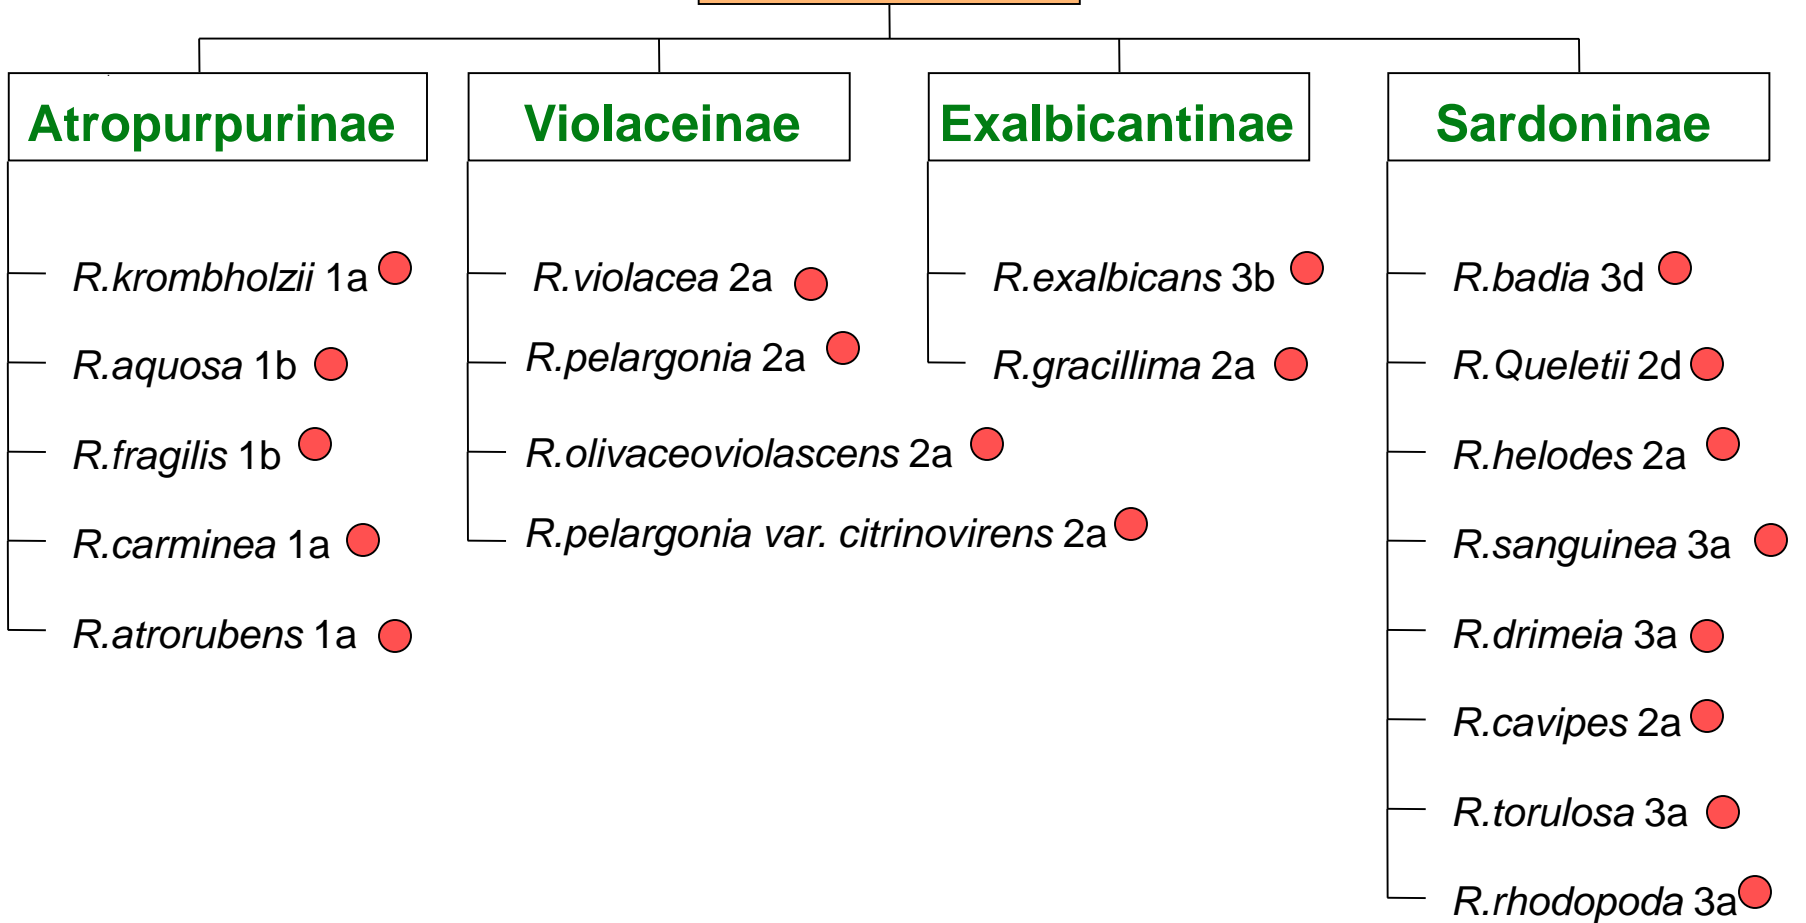 Atropurpurinae
R.krombholzii 1a
R.aquosa 1b
R.fragilis 1b
R.carminea 1a
R.atrorubens 1a
Violaceinae
R.violacea 2a
R.pelargonia 2a
R.olivaceoviolascens 2a
R.pelargonia var. citrinovirens 2a
Exalbicantinae
R.exalbicans 3b
R.gracillima 2a
Sardoninae
R.badia 3d
R.Queletii 2d
R.helodes 2a
R.sanguinea 3a
R.drimeia 3a
R.cavipes 2a
R.torulosa 3a
R.rhodopoda 3a